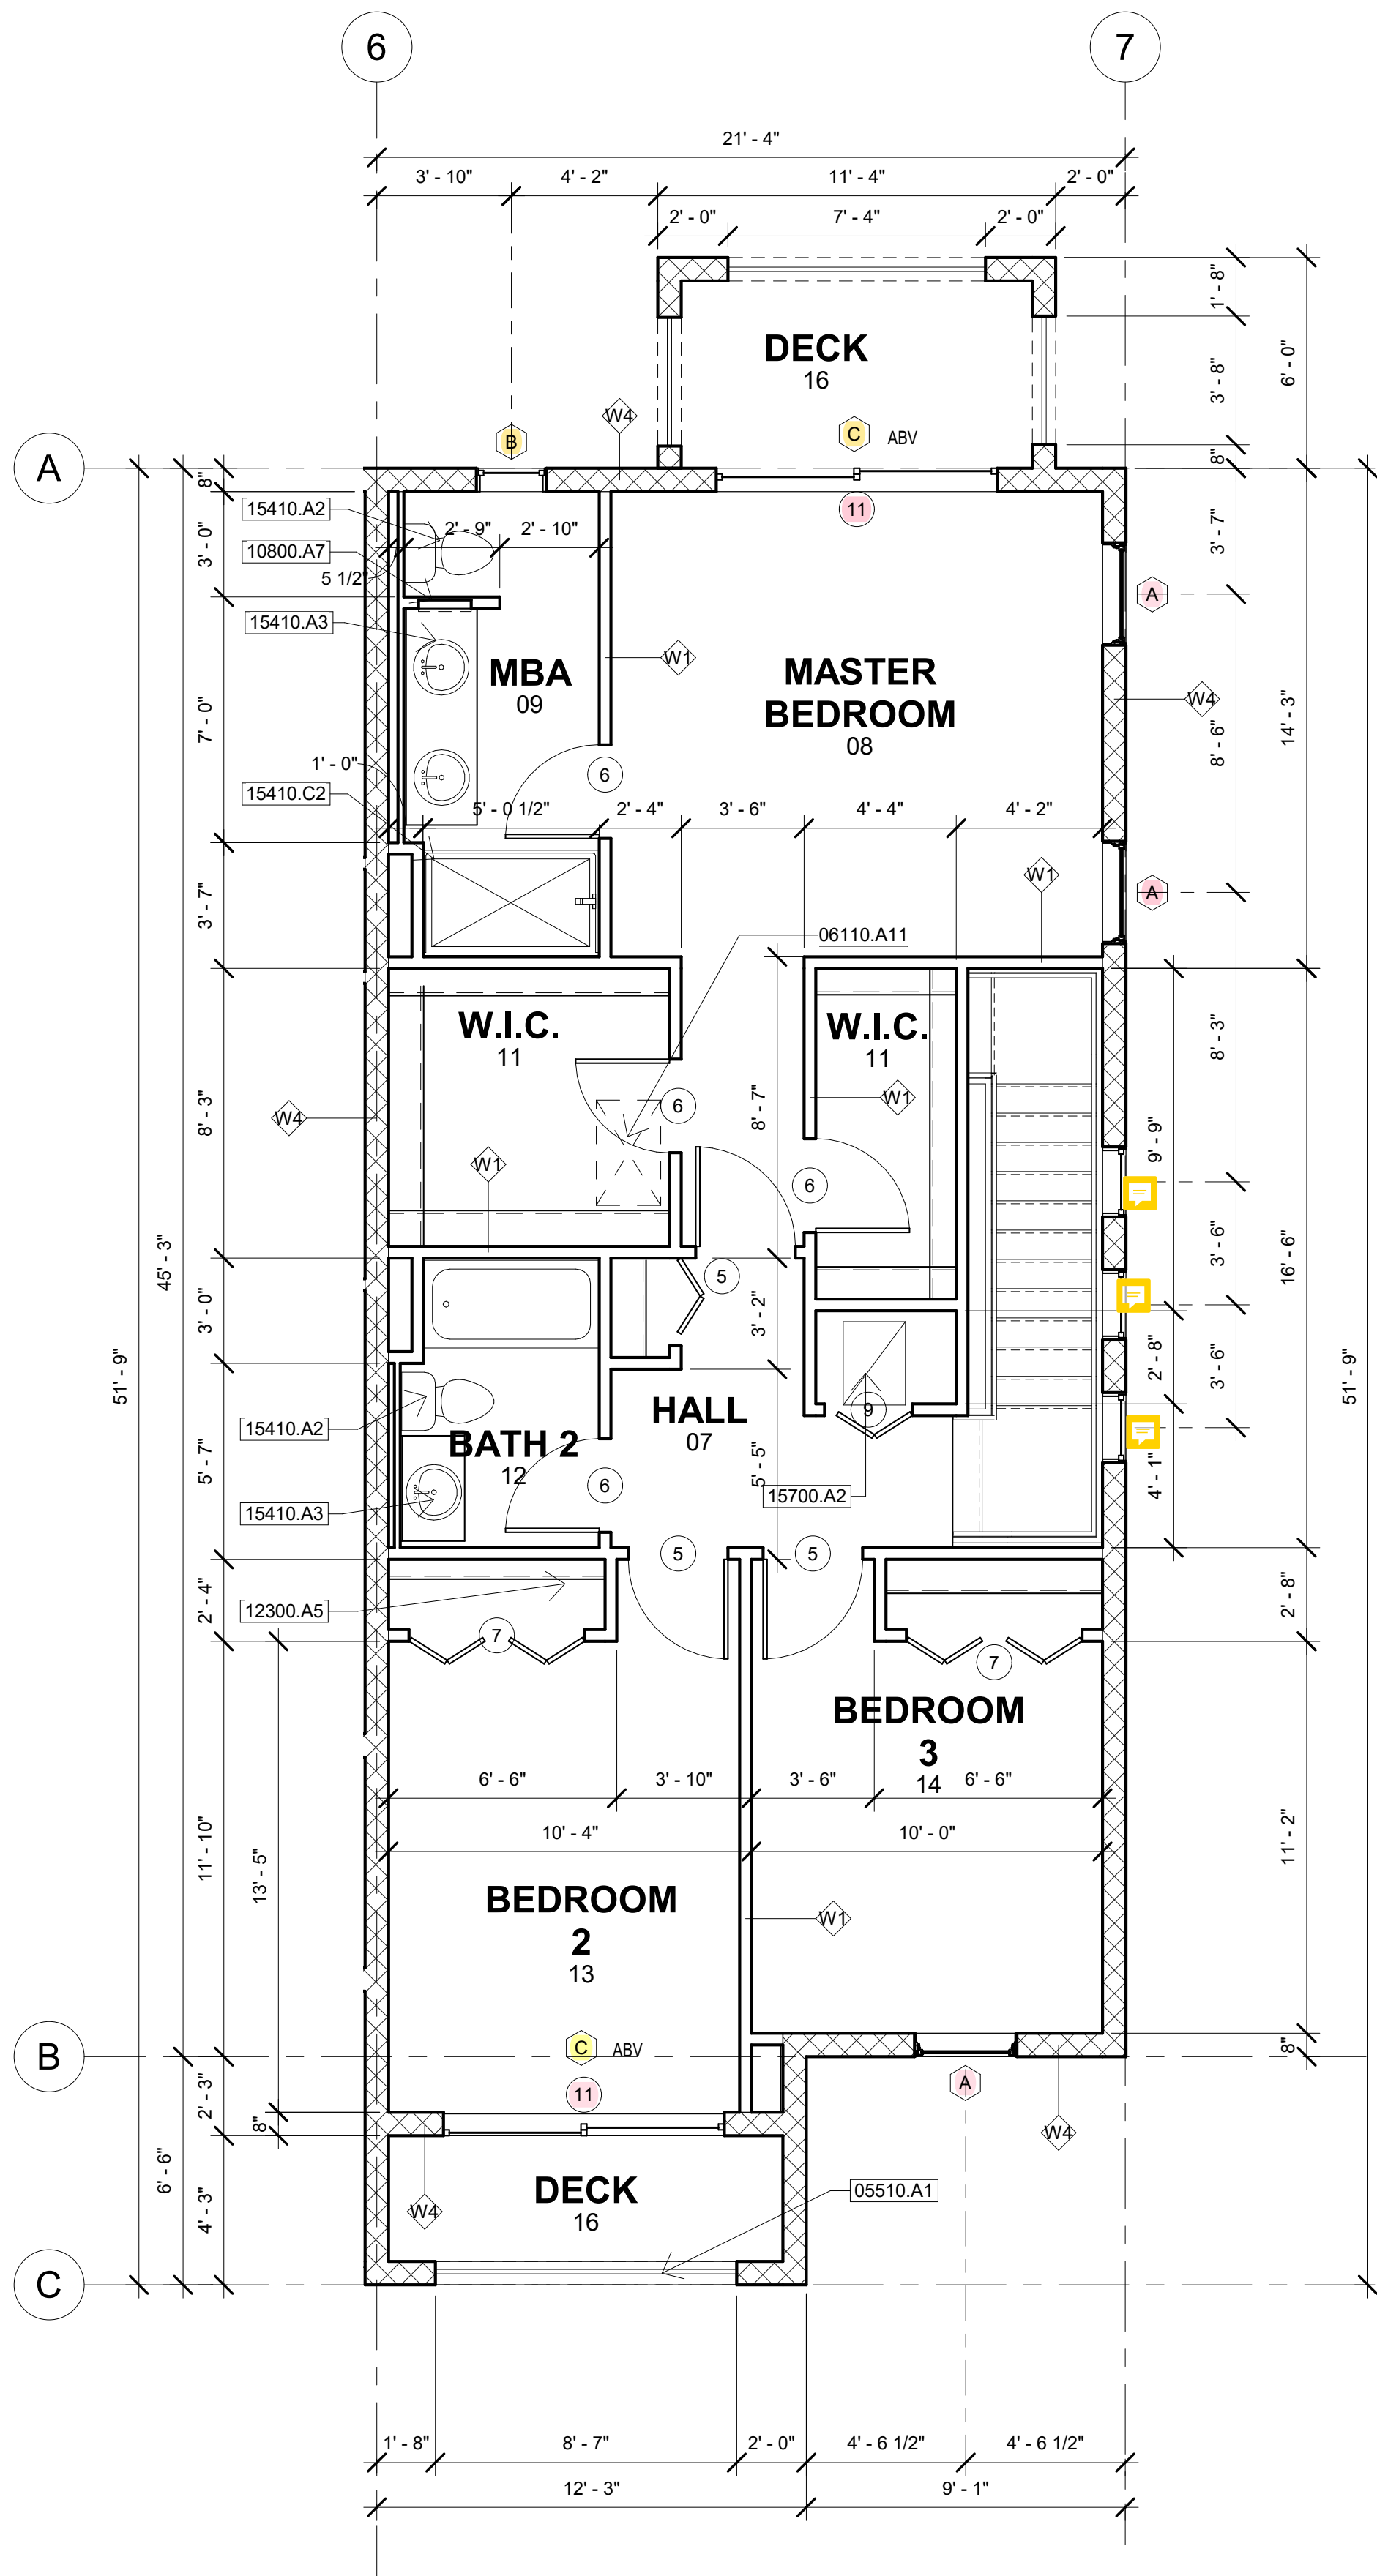 6
7
21' - 4"
3' - 10"
4' - 2"
11' - 4"
2' - 0"
2' - 0"
7' - 4"
2' - 0"
1' - 8"
DECK
16
3' - 8"
6' - 0"
W4
B
C
ABV
A
8"
8"
15410.A2
2' - 9"
2' - 10"
11
3' - 0"
3' - 7"
10800.A7
5 1/2"
A
15410.A3
MBA
09
W1
MASTER
BEDROOM
08
W4
7' - 0"
14' - 3"
8' - 6"
1' - 0"
6
15410.C2
5' - 0 1/2"
2' - 4"
3' - 6"
4' - 4"
4' - 2"
3' - 7"
W1
A
06110.A11
W.I.C.
11
W.I.C.
11
8' - 3"
W4
8' - 3"
6
8' - 7"
W1
9' - 9"
W1
6
45' - 3"
5
3' - 6"
16' - 6"
3' - 0"
3' - 2"
51' - 9"
2' - 8"
3' - 6"
51' - 9"
HALL
07
9
15410.A2
BATH 2
12
5' - 7"
5' - 5"
4' - 1"
6
15700.A2
15410.A3
5
5
2' - 4"
12300.A5
7
7
2' - 8"
BEDROOM
3
14
6' - 6"
3' - 10"
3' - 6"
6' - 6"
10' - 4"
10' - 0"
11' - 10"
13' - 5"
11' - 2"
BEDROOM
2
13
W1
B
C
ABV
8"
11
A
2' - 3"
8"
W4
6' - 6"
4' - 3"
DECK
16
W4
05510.A1
C
1' - 8"
8' - 7"
2' - 0"
4' - 6 1/2"
4' - 6 1/2"
12' - 3"
9' - 1"